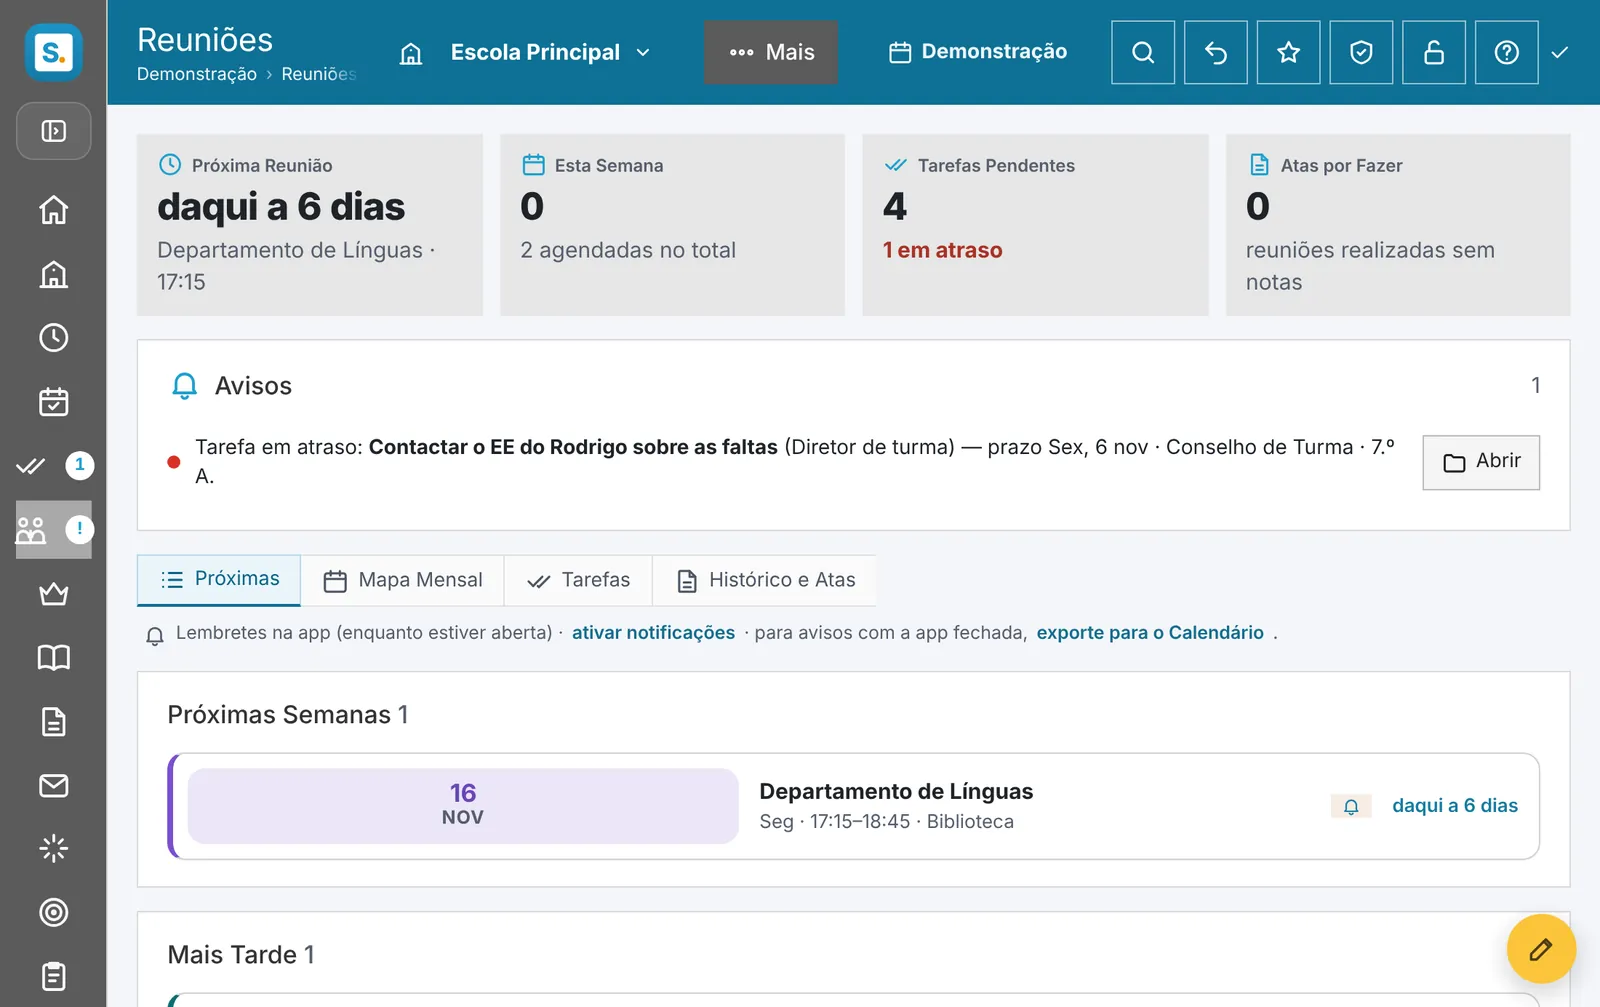 S.
Reuniões
Demonstração › Reuniões
Escola Principal
Mais
Demonstração
Próxima Reunião
daqui a 6 dias
Departamento de Línguas ·
17:15
Esta Semana
0
2 agendadas no total
Tarefas Pendentes
4
1 em atraso
Atas por Fazer
0
reuniões realizadas sem
notas
Avisos
1
Tarefa em atraso: Contactar o EE do Rodrigo sobre as faltas (Diretor de turma) — prazo Sex, 6 nov · Conselho de Turma · 7.º
A.
Abrir
1
!
Próximas
Mapa Mensal
Tarefas
Histórico e Atas
Lembretes na app (enquanto estiver aberta) · ativar notificações · para avisos com a app fechada, exporte para o Calendário .
Próximas Semanas 1
16
NOV
Departamento de Línguas
Seg · 17:15–18:45 · Biblioteca
daqui a 6 dias
Mais Tarde 1